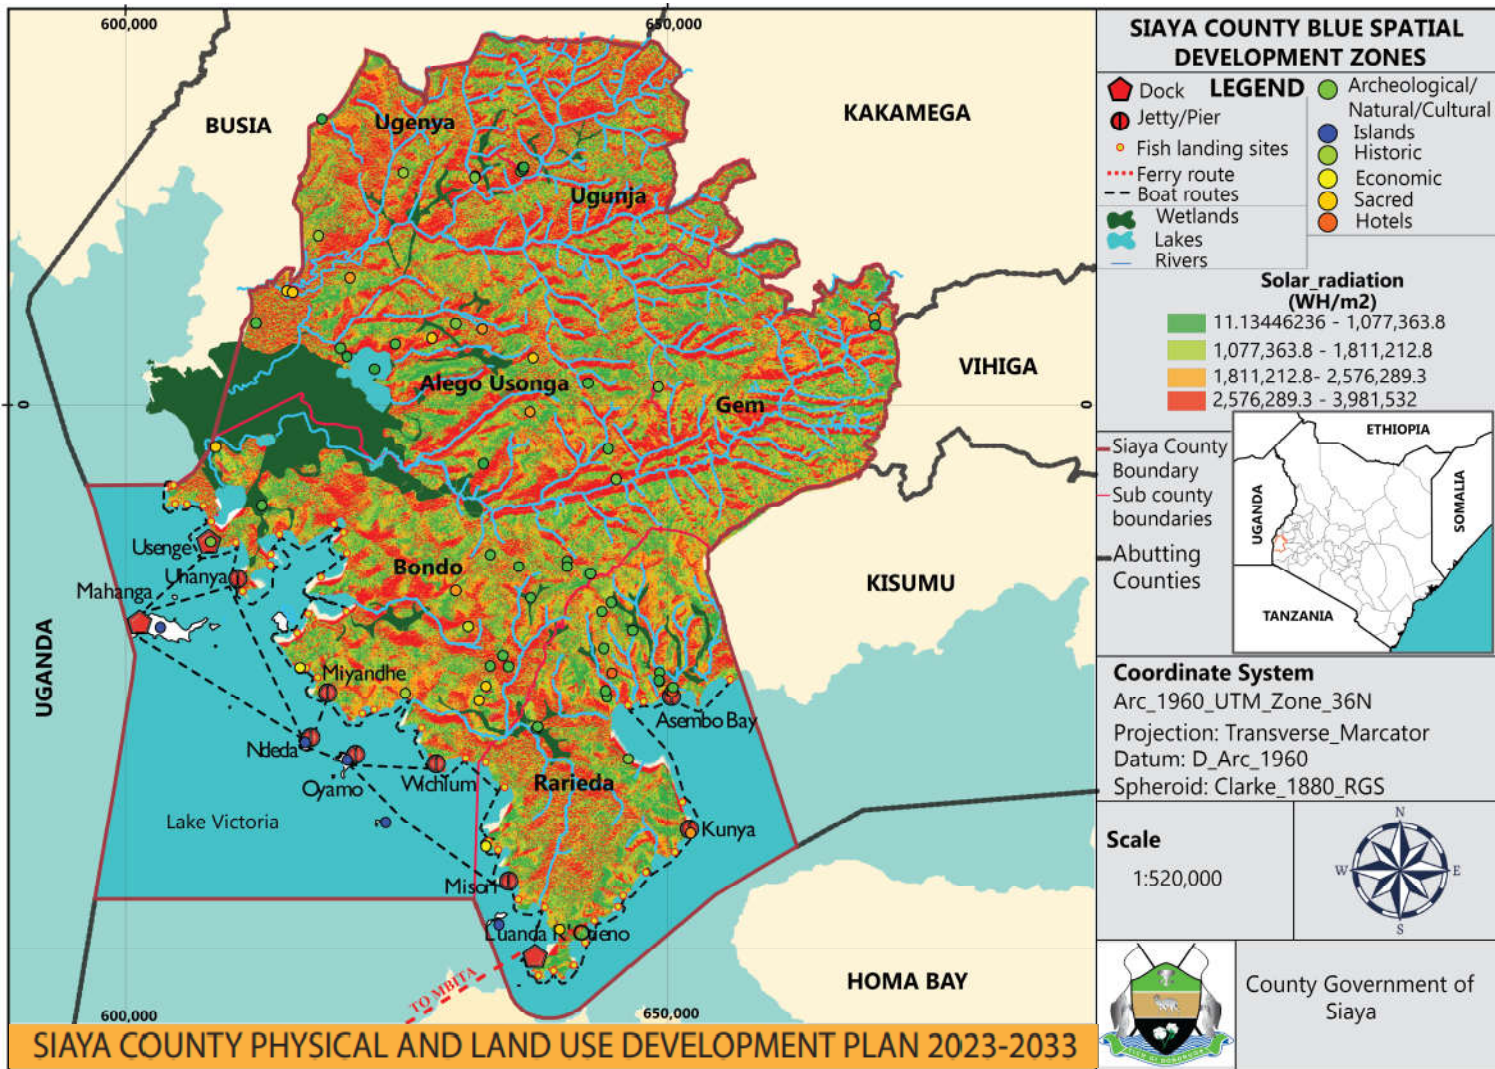 600,000
650,000
BUSIA
KAKAMEGA
Ugenya
Ugunja
VIHIGA
Alego Usonga
Gem
0
0
Usenge
Uhanya
Mahanga
Bondo
KISUMU
UGANDA
Miyandhe
Asembo Bay
Ndeda
Wichlum
Oyamo
Rarieda
Lake Victoria
Kunya
Misori
TO MBITA
HOMA BAY
600,000
650,000
SIAYA COUNTY PHYSICAL AND LAND USE DEVELOPMENT PLAN 2023-2033
SIAYA COUNTY BLUE SPATIAL
DEVELOPMENT ZONES
LEGEND
Dock
Jetty/Pier
Fish landing sites
Ferry route
Boat routes
Wetlands
Lakes
Rivers
Archeological/
Natural/Cultural
Islands
Historic
Economic
Sacred
Hotels
Solar_radiation
(WH/m2)
11.13446236 - 1,077,363.8
1,077,363.8 - 1,811,212.8
1,811,212.8- 2,576,289.3
2,576,289.3 - 3,981,532
Siaya County
Boundary
Sub county
boundaries
Abutting
Counties
ETHIOPIA
UGANDA
SOMALIA
TANZANIA
Coordinate System
Arc_1960_UTM_Zone_36N
Projection: Transverse_Marcator
Datum: D_Arc_1960
Spheroid: Clarke_1880_RGS
Scale
1:520,000
N
W
E
S
County Government of
Siaya